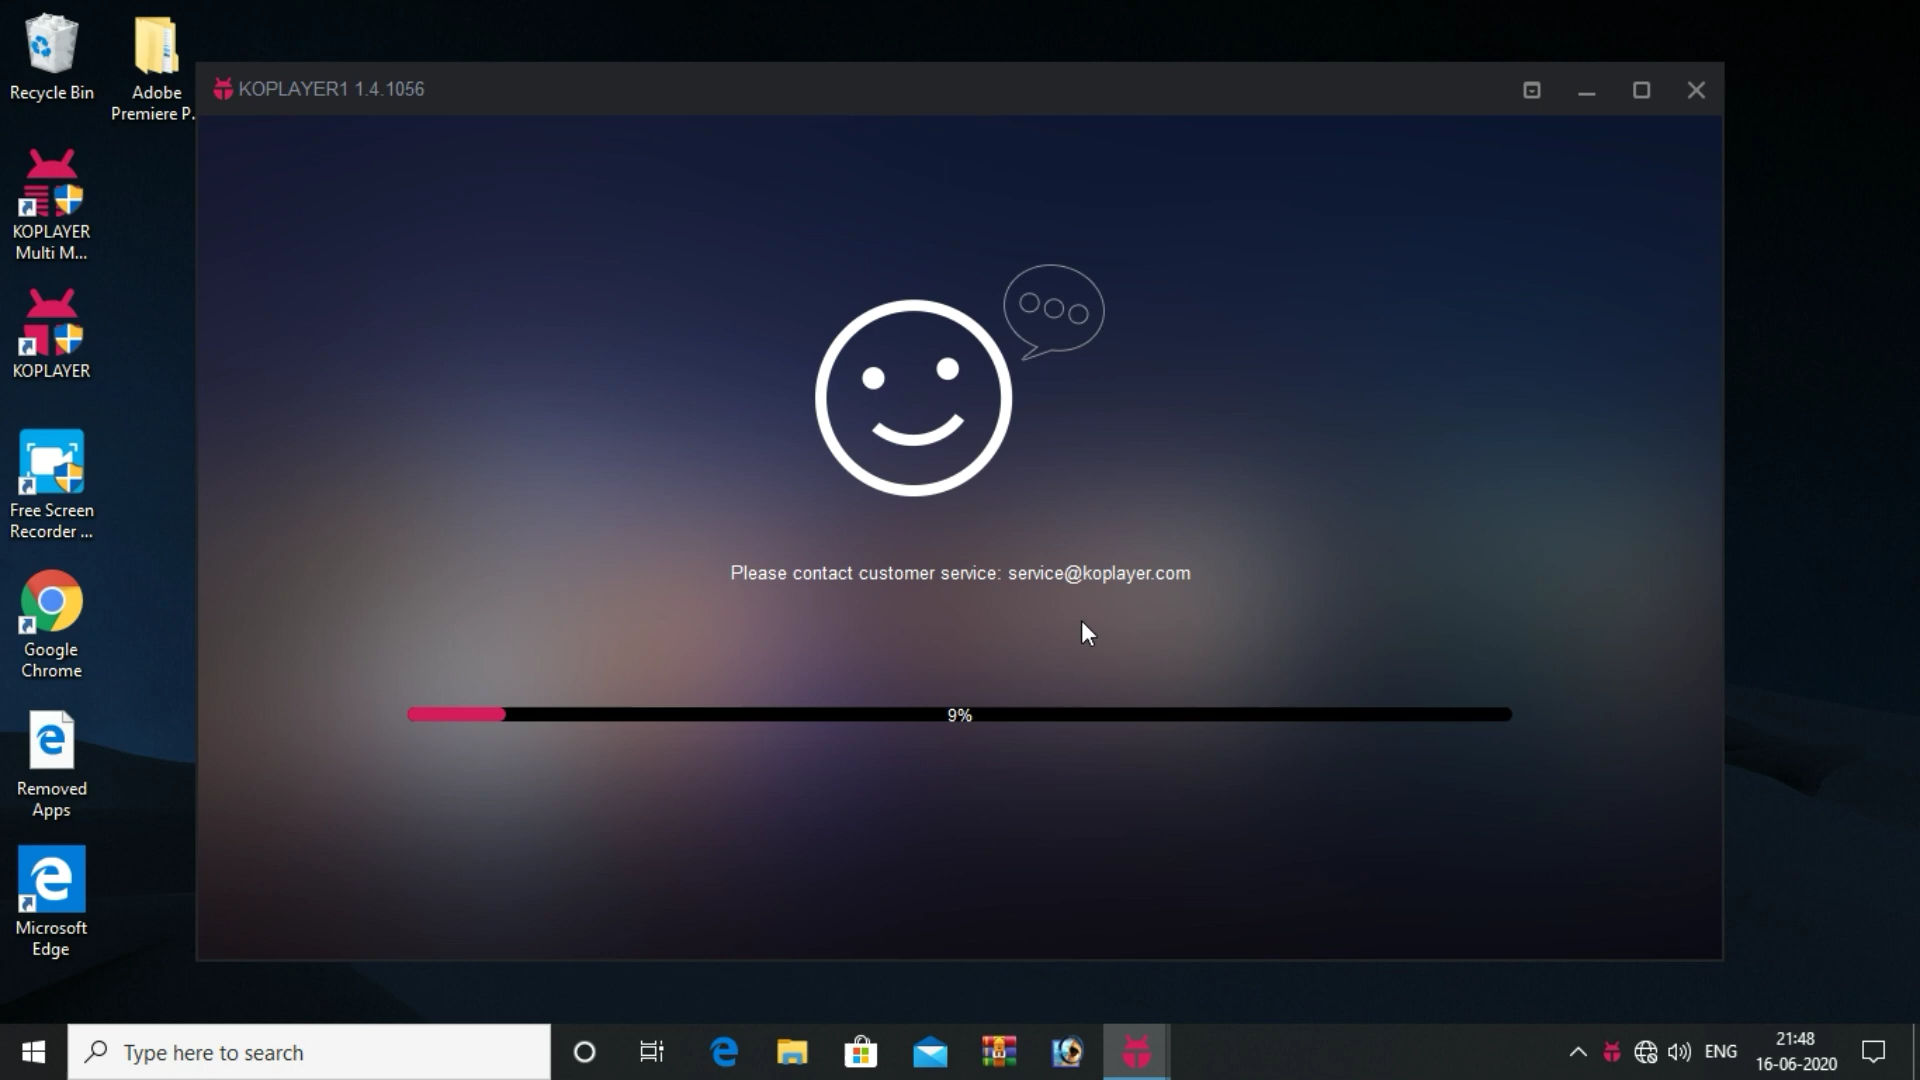 Recycle Bin
Adobe
Premiere P...
KOPLAYER1 1.4.1056
KOPLAYER
Multi M...
KOPLAYER
Free Screen
Recorder ...
Google
Chrome
Removed
Apps
Microsoft
Edge
Please contact customer service: service@koplayer.com
9%
Type here to search
ENG
21:48
16-06-2020